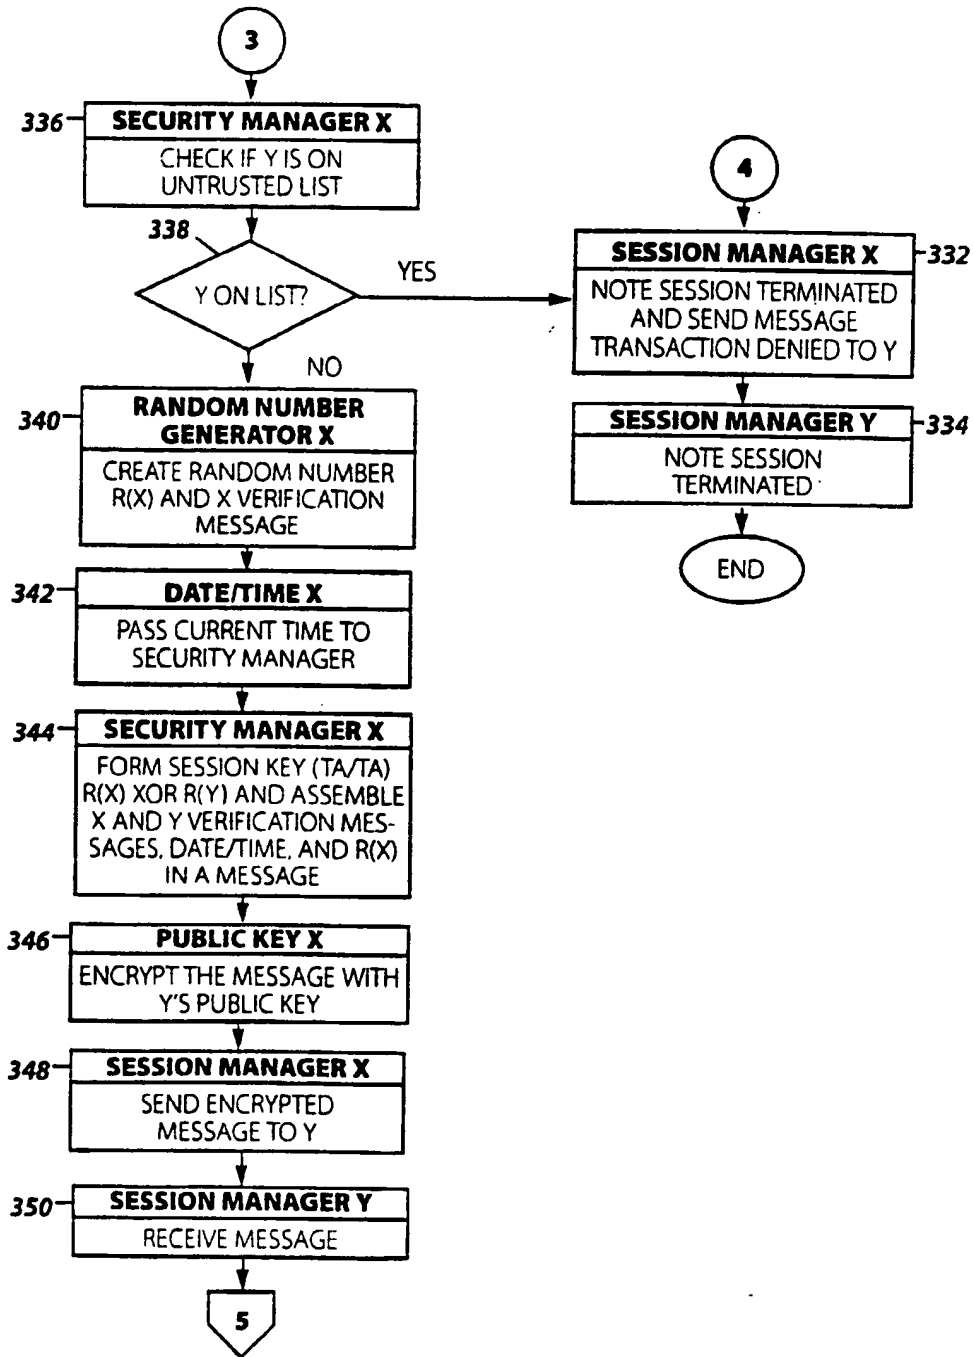 3
336
SECURITY MANAGER X
CHECK IF Y IS ON
UNTRUSTED LIST
338
Y ON LIST?
YES
NO
340
RANDOM NUMBER
GENERATOR X
CREATE RANDOM NUMBER
R(X) AND X VERIFICATION
MESSAGE
342
DATE/TIME X
PASS CURRENT TIME TO
SECURITY MANAGER
344
SECURITY MANAGER X
FORM SESSION KEY (TA/TA)
R(X) XOR R(Y) AND ASSEMBLE
X AND Y VERIFICATION MES-
SAGES, DATE/TIME, AND R(X)
IN A MESSAGE
346
PUBLIC KEY X
ENCRYPT THE MESSAGE WITH
Y'S PUBLIC KEY
348
SESSION MANAGER X
SEND ENCRYPTED
MESSAGE TO Y
350
SESSION MANAGER Y
RECEIVE MESSAGE
5
4
SESSION MANAGER X
332
NOTE SESSION TERMINATED
AND SEND MESSAGE
TRANSACTION DENIED TO Y
SESSION MANAGER Y
334
NOTE SESSION
TERMINATED
END